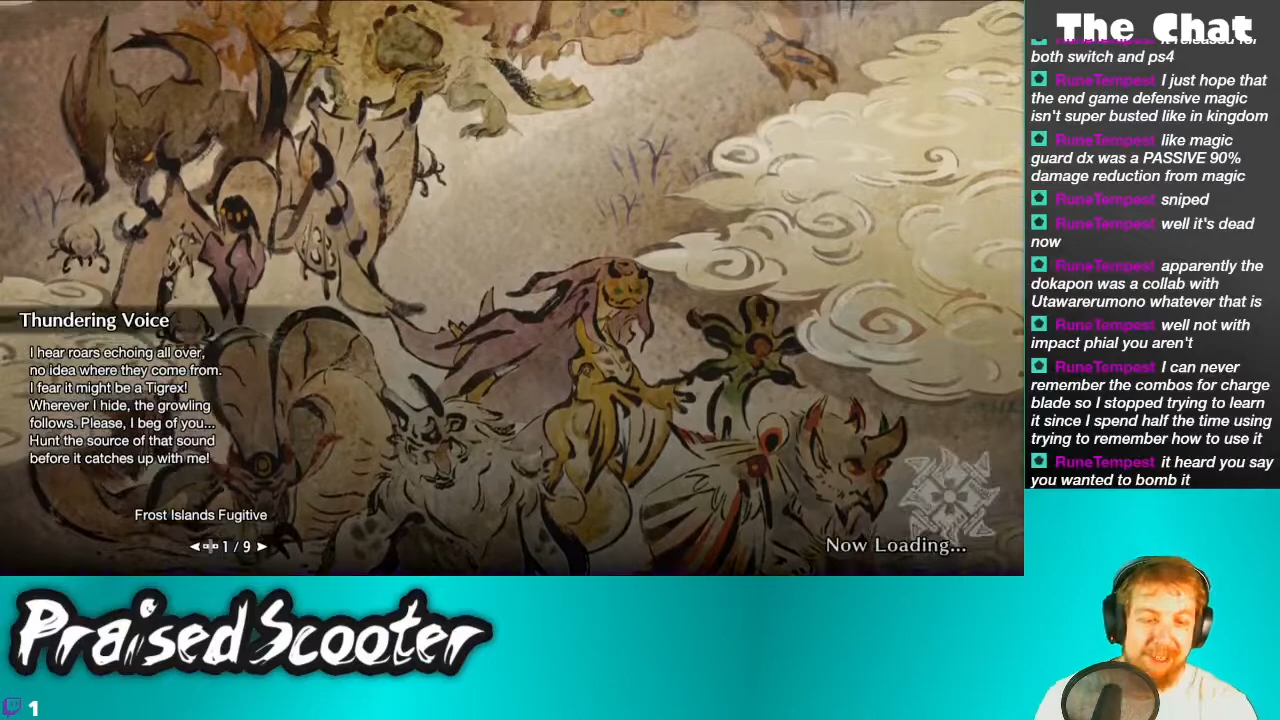 The Chat
both switch and ps4
RuneTempest I just hope that
the end game defensive magic
isn't super busted like in kingdom
RuneTempest like magic
guard dx was a PASSIVE 90%
damage reduction from magic
RuneTempest sniped
RuneTempest well it's dead
now
RuneTempest apparently the
dokapon was a collab with
Utawarerumono whatever that is
RuneTempest well not with
impact phial you aren't
RuneTempest I can never
remember the combos for charge
blade so I stopped trying to learn
it since I spend half the time using
trying to remember how to use it
RuneTempest it heard you say
you wanted to bomb it
Thundering Voice
I hear roars echoing all over,
no idea where they come from.
I fear it might be a Tigrex!
Wherever I hide, the growling
follows. Please, I beg of you...
Hunt the source of that sound
before it catches up with me!
Frost Islands Fugitive
1 / 9
Now Loading...
Praised Scooter
1